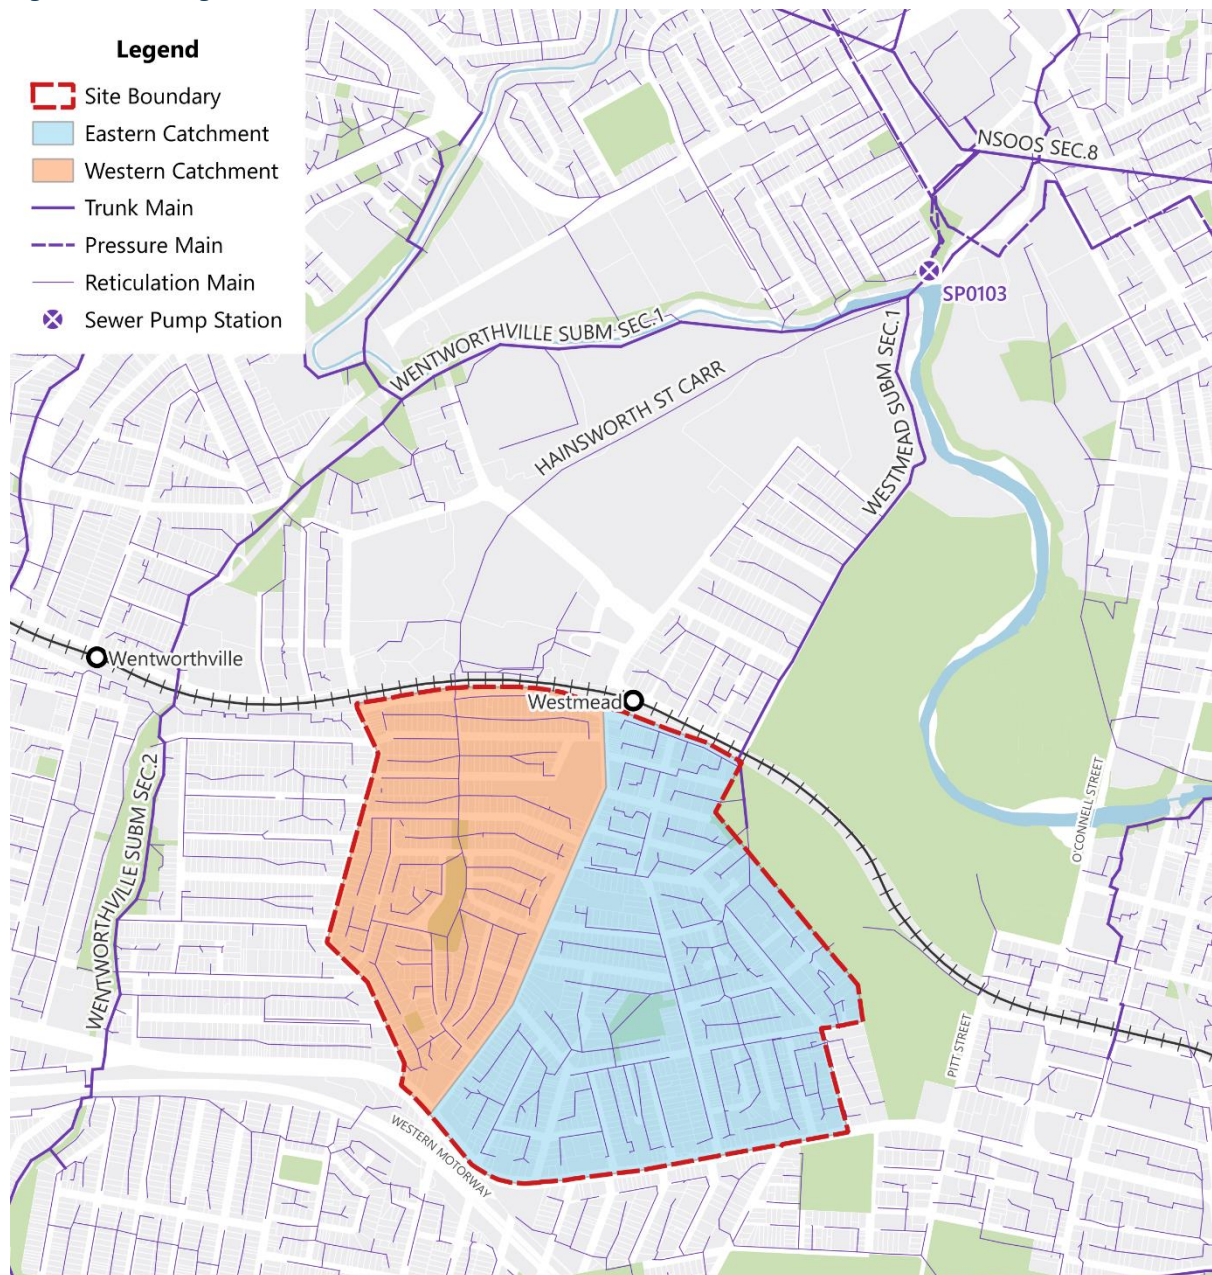 Legend
Site Boundary
Eastern Catchment
Western Catchment
Trunk Main
Pressure Main
Reticulation Main
Sewer Pump Station
NSOOS SEC.8
SP0103
WENTWORTHVILLE SUBM SEC.1
HAINSWORTH ST CARR
WESTMEAD SUBM SEC.1
Wentworthville
Westmead
WENTWORTHVILLE SUBM SEC.2
O'CONNELL STREET
PITT STREET
WESTERN MOTORWAY